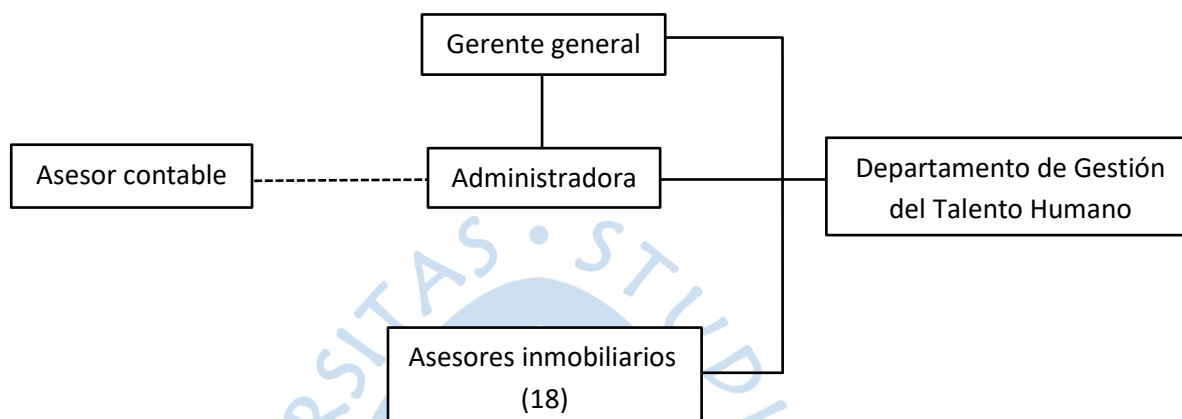 Gerente general
Asesor contable
Administradora
Departamento de Gestión
del Talento Humano
Asesores inmobiliarios
(18)